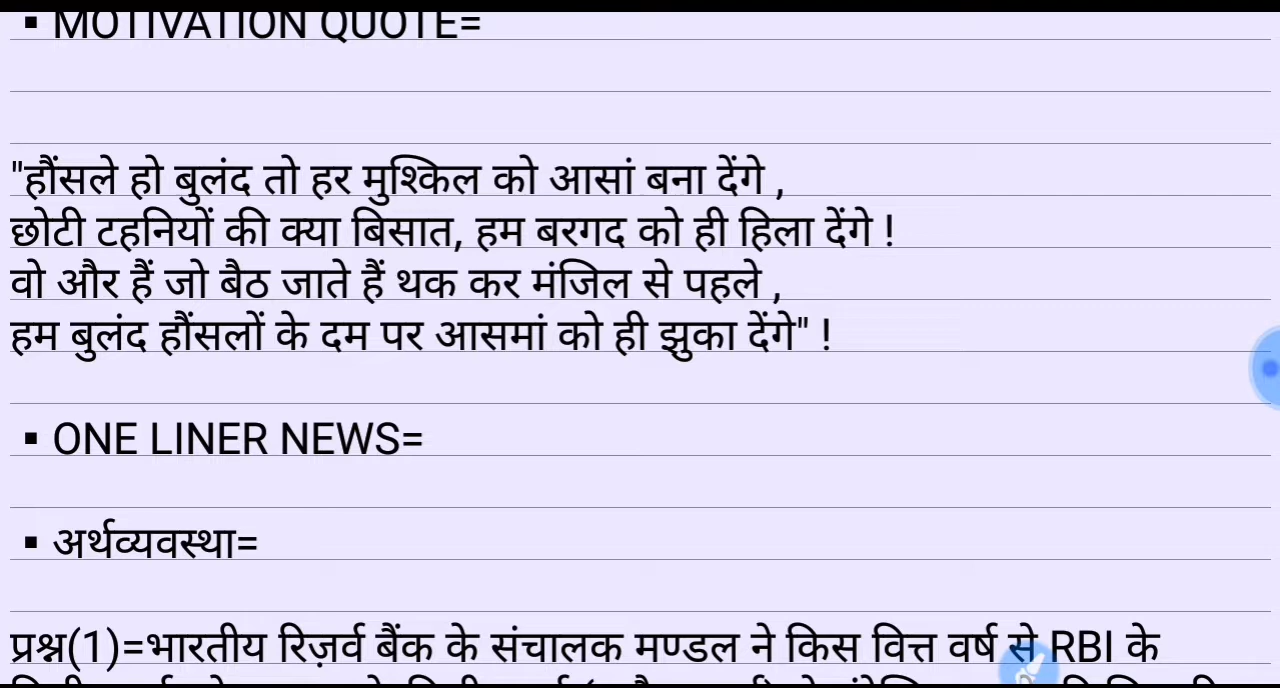 ▪ MOTIVATION QUOTE=
"हौंसले हो बुलंद तो हर मुश्किल को आसां बना देंगे ,
छोटी टहनियों की क्या बिसात, हम बरगद को ही हिला देंगे !
वो और हैं जो बैठ जाते हैं थक कर मंजिल से पहले ,
हम बुलंद हौंसलों के दम पर आसमां को ही झुका देंगे" !
▪ ONE LINER NEWS=
▪ अर्थव्यवस्था=
प्रश्न(1)=भारतीय रिज़र्व बैंक के संचालक मण्डल ने किस वित्त वर्ष से RBI के